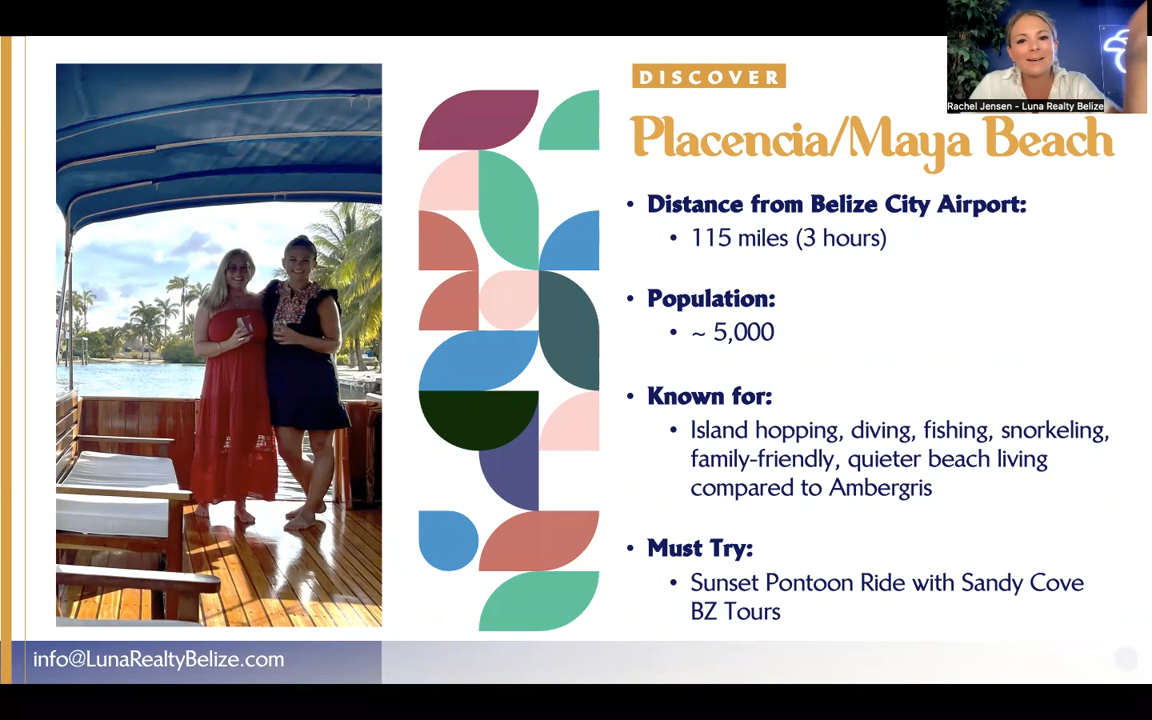 DISCOVER
Rachel Jensen - Luna Realty Belize
Placencia/Maya Beach
• Distance from Belize City Airport:
• 115 miles (3 hours)
• Population:
• ~ 5,000
• Known for:
• Island hopping, diving, fishing, snorkeling,
family-friendly, quieter beach living
compared to Ambergris
• Must Try:
• Sunset Pontoon Ride with Sandy Cove
BZ Tours
info@LunaRealtyBelize.com